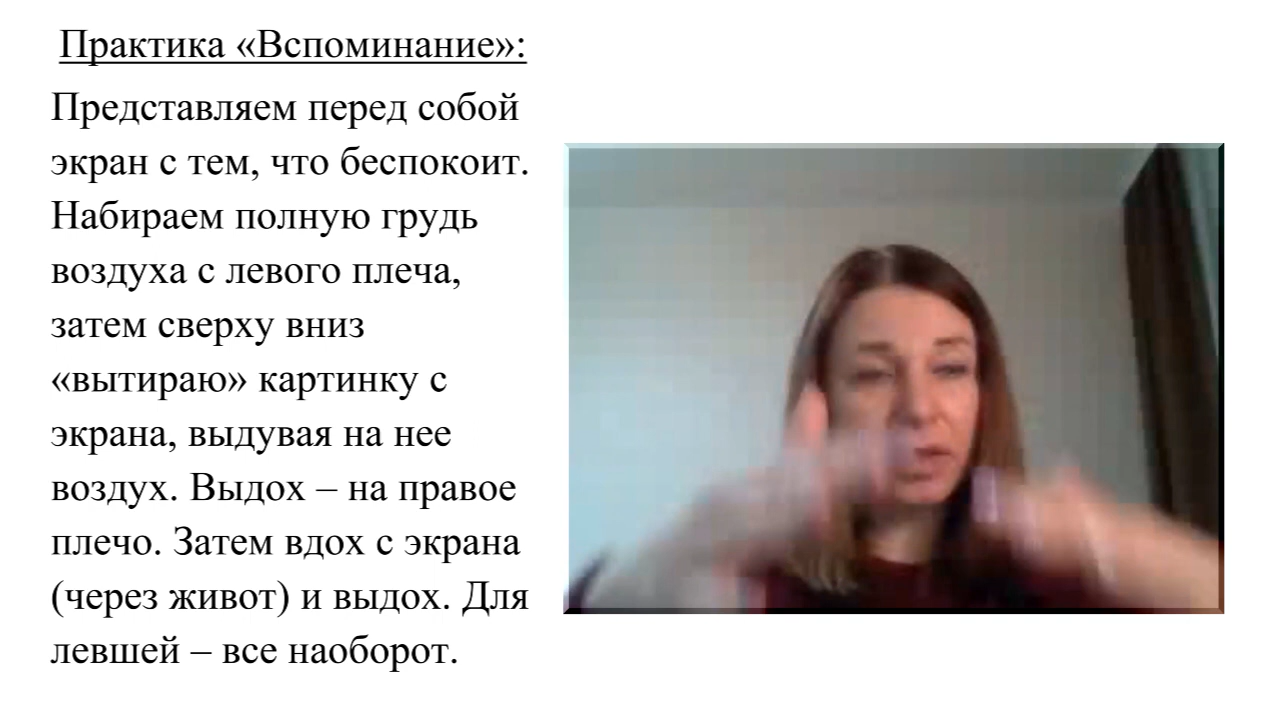 Практика «Вспоминание»:
Представляем перед собой
экран с тем, что беспокоит.
Набираем полную грудь
воздуха с левого плеча,
затем сверху вниз
«вытираю» картинку с
экрана, выдувая на нее
воздух. Выдох – на правое
плечо. Затем вдох с экрана
(через живот) и выдох. Для
левшей – все наоборот.